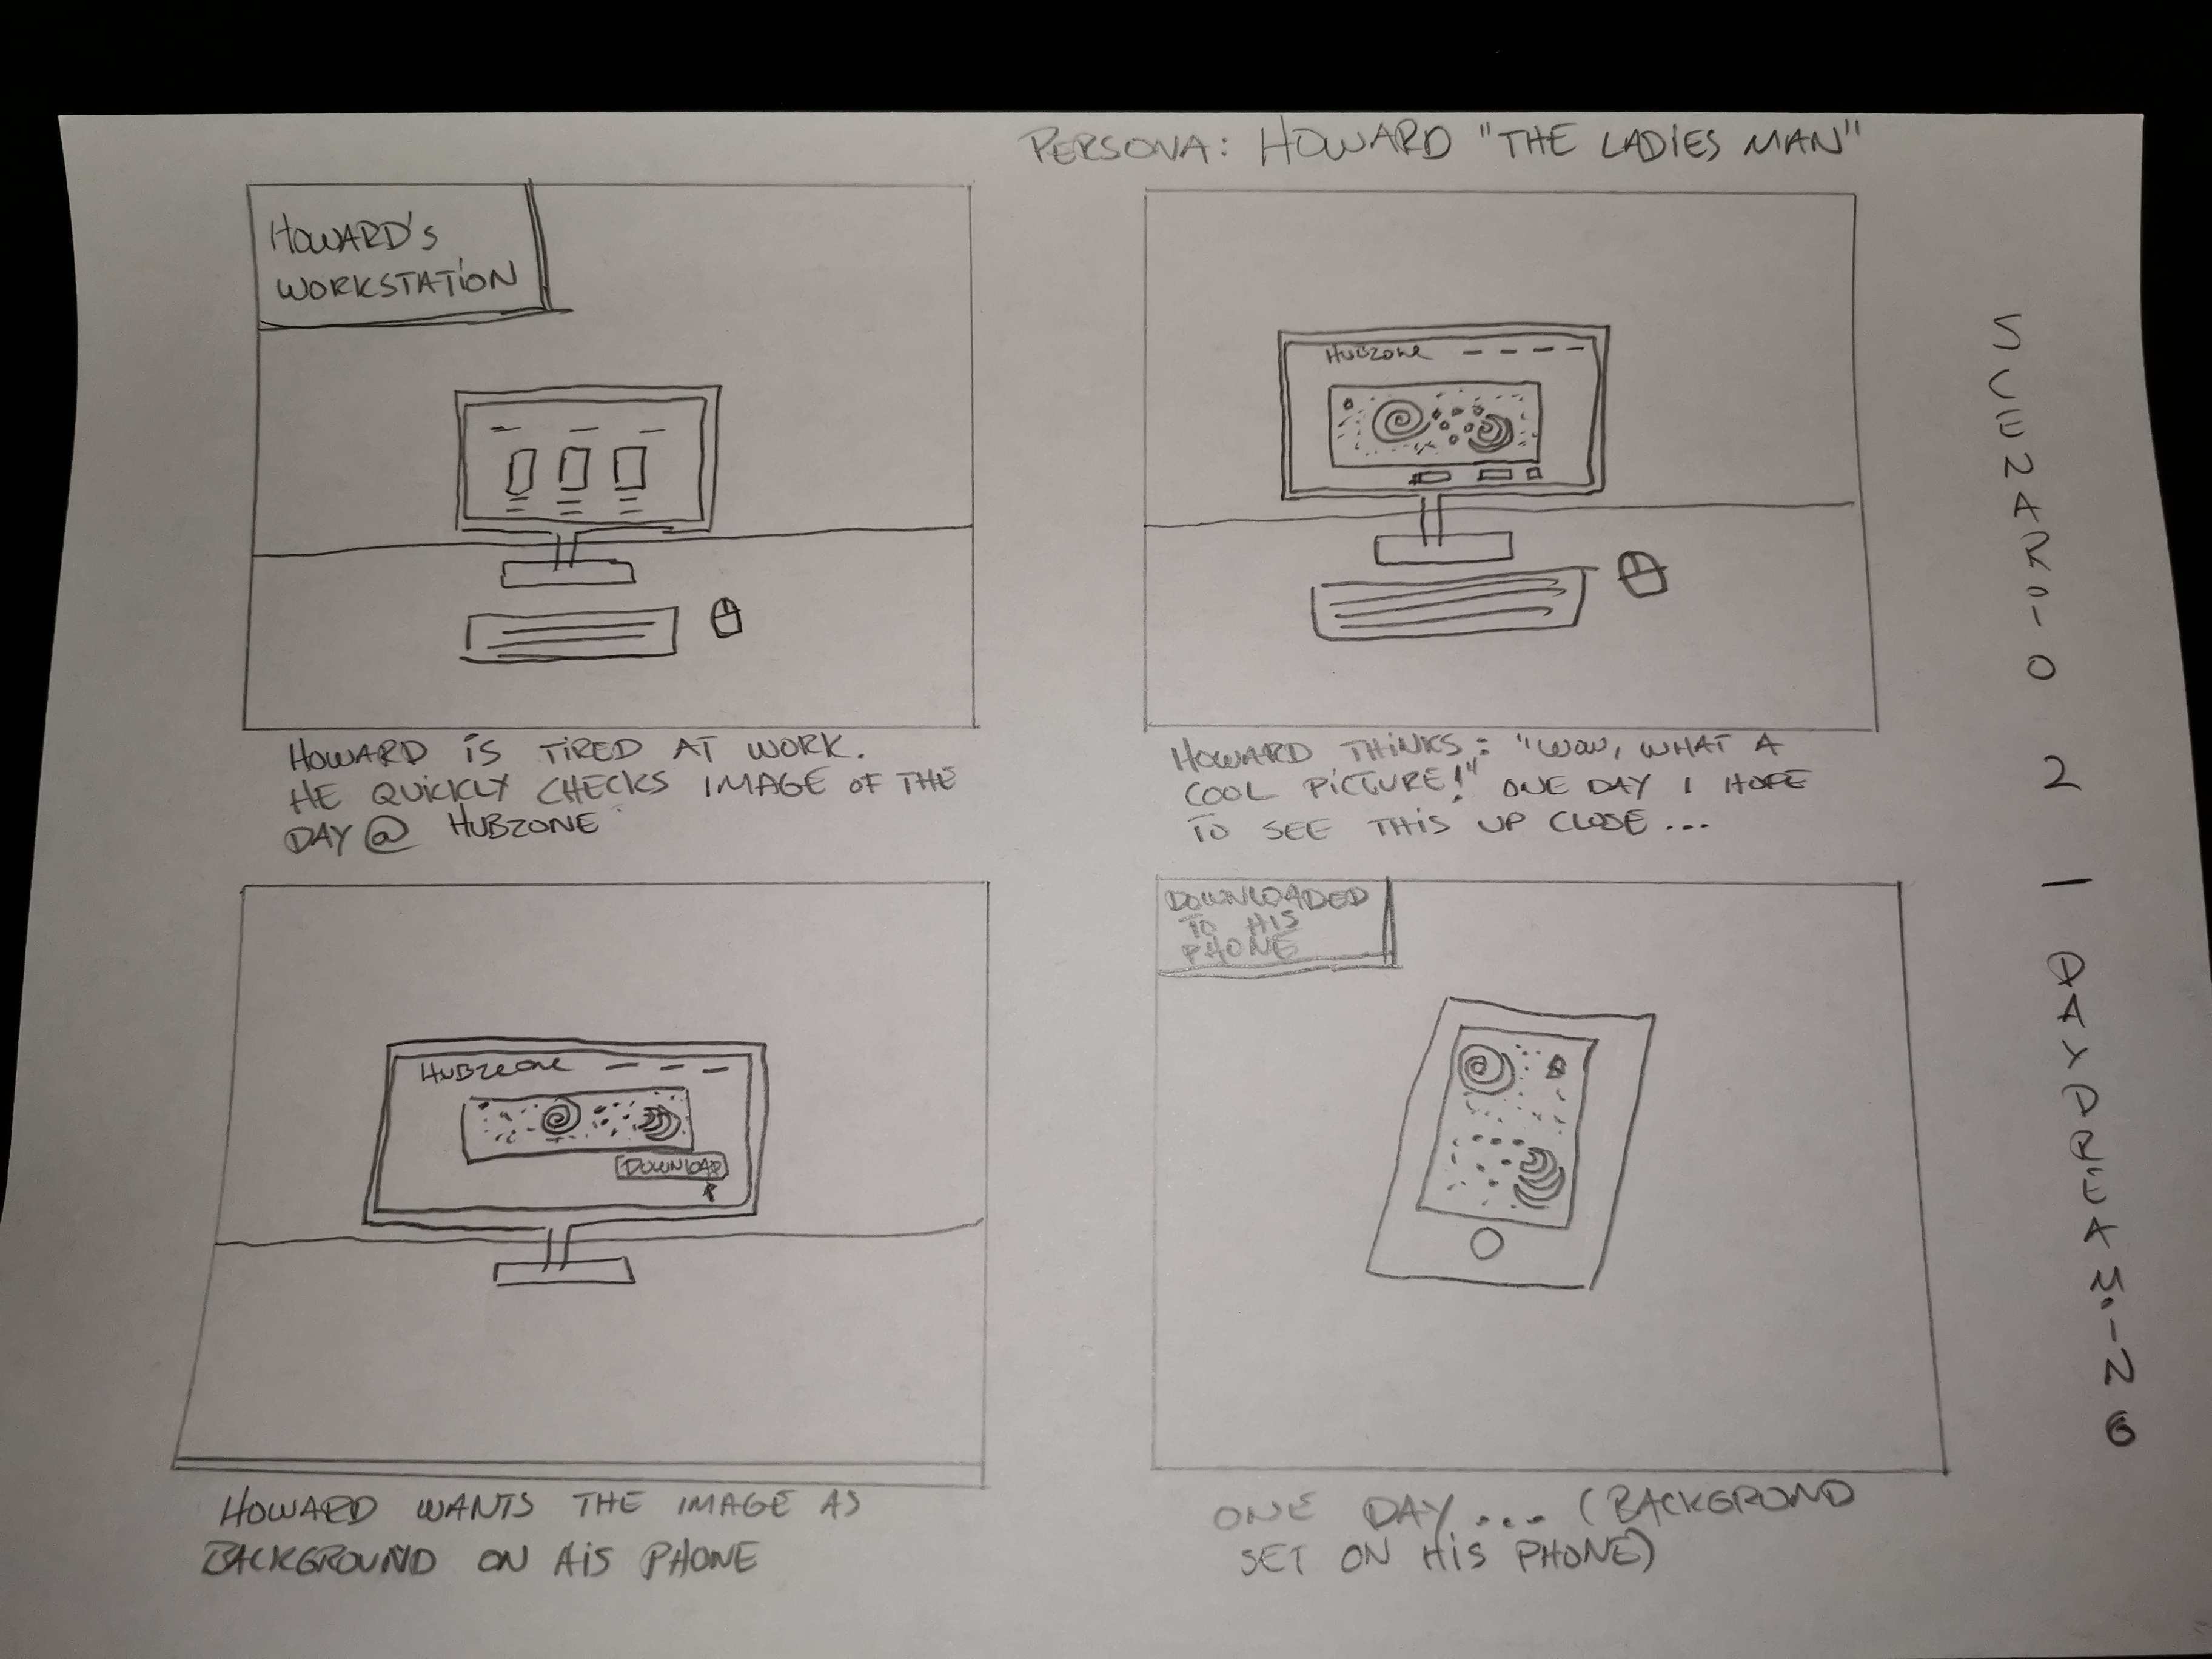 PERSONA: HOWARD "THE LADIES MAN"
HOWARD'S
WORKSTATION
HOWARD IS TIRED AT WORK.
HE QUICKLY CHECKS IMAGE OF THE
DAY @ HUBZONE
HUBZONE
HOWARD THINKS: "WOW, WHAT A
COOL PICTURE!" ONE DAY I HOPE
TO SEE THIS UP CLOSE ...
HUBZONE
DOWNLOAD
HOWARD WANTS THE IMAGE AS
BACKGROUND ON HIS PHONE
DOWNLOADED
TO HIS
PHONE
ONE DAY ... (BACKGROND
SET ON HIS PHONE)
SCENARIO 2 - DAYDREAMING